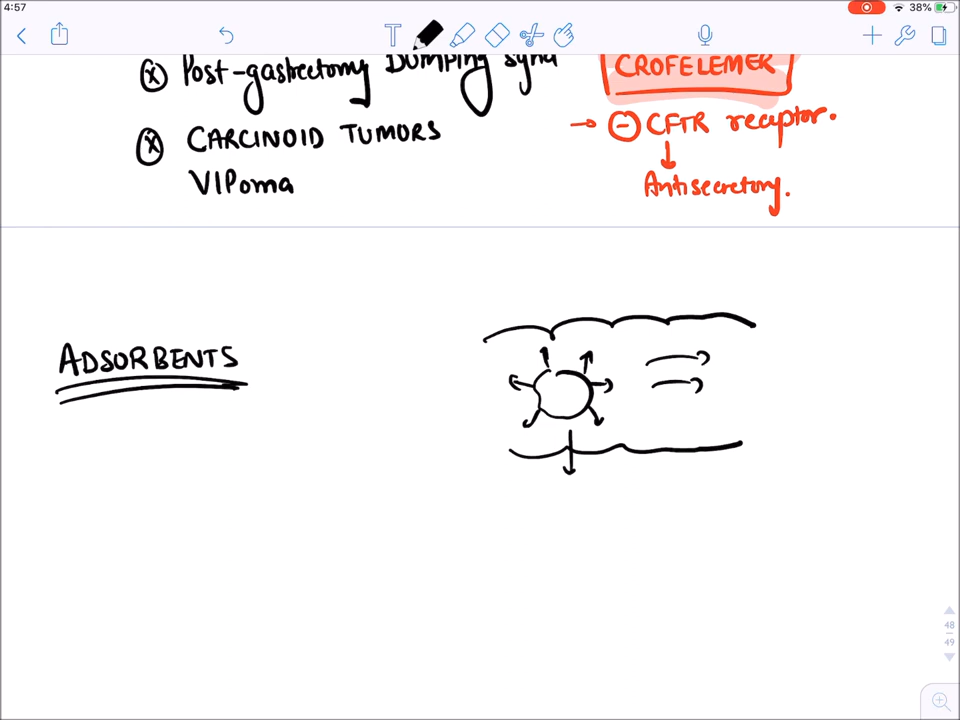 4:57
38%
T
ⓧ Post-gastrectomy DUMPING synd
ⓧ CARCINOID TUMORS
VIPoma
CROFELEMER
→ ⊖ CFTR receptor.
↓
Antisecretory.
ADSORBENTS
48
49